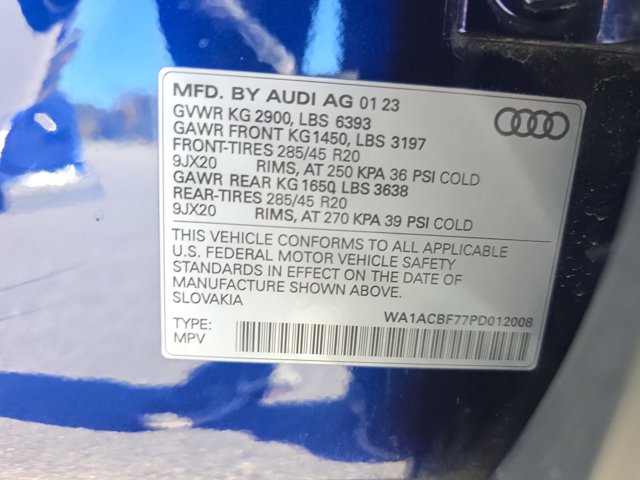 MFD. BY AUDI AG 01 23
GVWR KG 2900, LBS 6393
GAWR FRONT KG1450, LBS 3197
FRONT-TIRES 285/45 R20
9JX20 RIMS, AT 250 KPA 36 PSI COLD
GAWR REAR KG 1650, LBS 3638
REAR-TIRES 285/45 R20
9JX20 RIMS, AT 270 KPA 39 PSI COLD
THIS VEHICLE CONFORMS TO ALL APPLICABLE
U.S. FEDERAL MOTOR VEHICLE SAFETY
STANDARDS IN EFFECT ON THE DATE OF
MANUFACTURE SHOWN ABOVE.
SLOVAKIA
WA1ACBF77PD012008
TYPE:
MPV